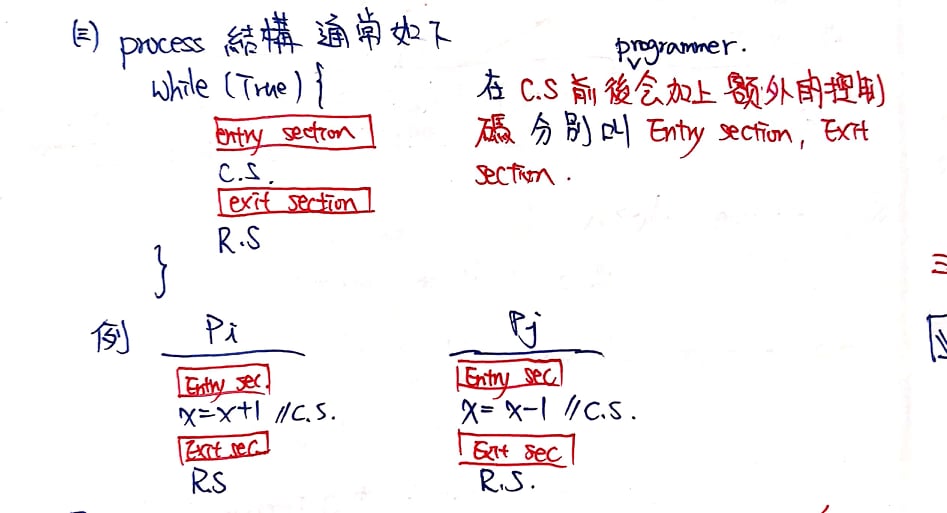 (三) process 結構 通常如下
while (True) {
entry section
C.S.
exit section
R.S
}
programmer.
在 C.S 前後会加上 額外的控制
碼 分別叫 Entry section, Exit
section.
例 Pi Pj
Entry sec. Entry sec
x=x+1 //C.S. x= x-1 //C.S.
Exit sec. Exit sec
R.S R.S.